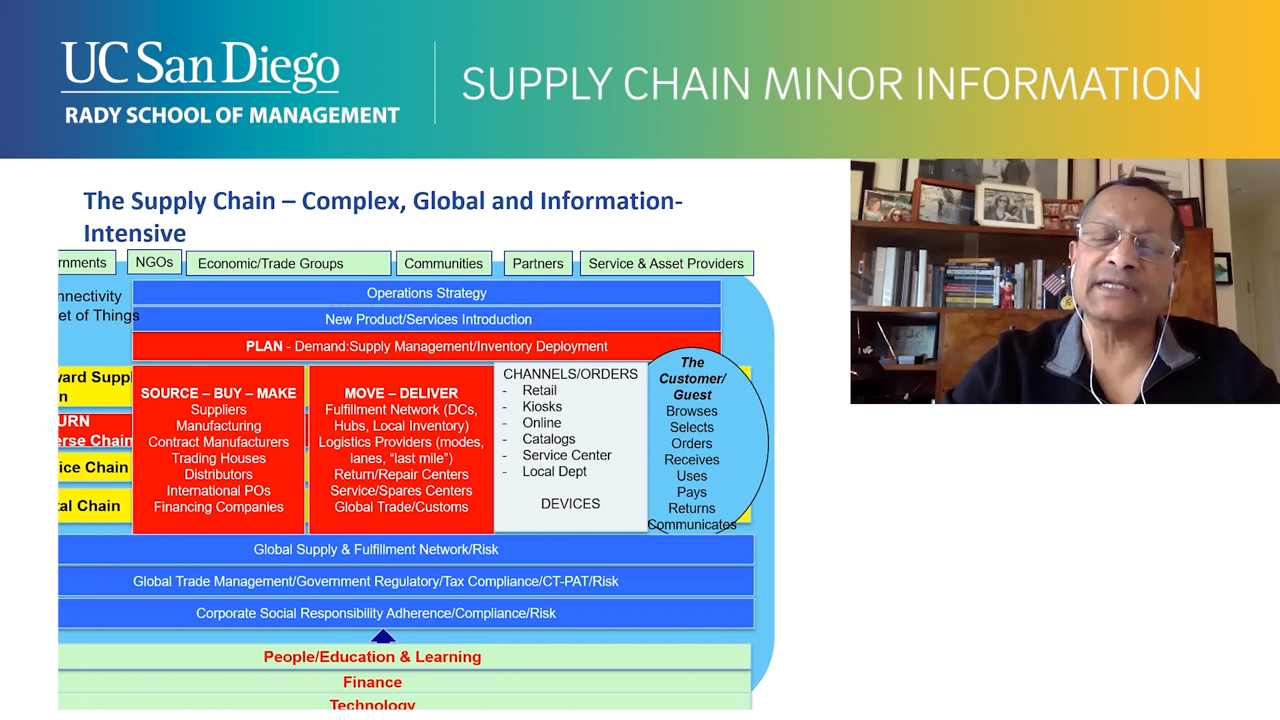 UC San Diego
RADY SCHOOL OF MANAGEMENT
SUPPLY CHAIN MINOR INFORMATION
The Supply Chain – Complex, Global and Information-
Intensive
rnments
NGOs
Economic/Trade Groups
Communities
Partners
Service & Asset Providers
nnectivity
et of Things
Operations Strategy
New Product/Services Introduction
PLAN - Demand:Supply Management/Inventory Deployment
ward Suppl
n
URN
erse Chain
ice Chain
tal Chain
SOURCE – BUY – MAKE
Suppliers
Manufacturing
Contract Manufacturers
Trading Houses
Distributors
International POs
Financing Companies
MOVE – DELIVER
Fulfillment Network (DCs,
Hubs, Local Inventory)
Logistics Providers (modes,
lanes, “last mile”)
Return/Repair Centers
Service/Spares Centers
Global Trade/Customs
CHANNELS/ORDERS
- Retail
- Kiosks
- Online
- Catalogs
- Service Center
- Local Dept
DEVICES
The
Customer/
Guest
Browses
Selects
Orders
Receives
Uses
Pays
Returns
Communicates
Global Supply & Fulfillment Network/Risk
Global Trade Management/Government Regulatory/Tax Compliance/CT-PAT/Risk
Corporate Social Responsibility Adherence/Compliance/Risk
People/Education & Learning
Finance
Technology